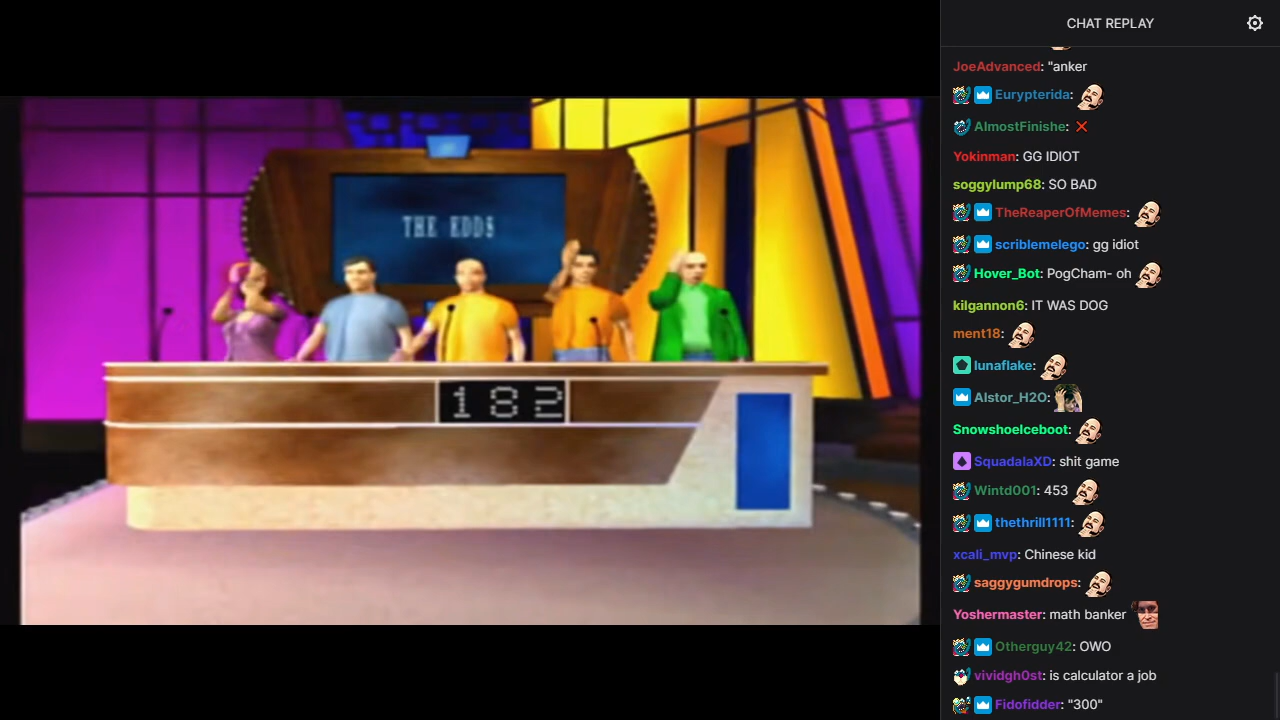 THE EDDS
182
CHAT REPLAY
JoeAdvanced: "anker
Eurypterida:
AlmostFinishe:
Yokinman: GG IDIOT
soggylump68: SO BAD
TheReaperOfMemes:
scriblemelego: gg idiot
Hover_Bot: PogCham- oh
kilgannon6: IT WAS DOG
ment18:
lunaflake:
Alstor_H2O:
SnowshoeIceboot:
SquadalaXD: shit game
Wintd001: 453
thethrill1111:
xcali_mvp: Chinese kid
saggygumdrops:
Yoshermaster: math banker
Otherguy42: OWO
vividgh0st: is calculator a job
Fidofidder: "300"